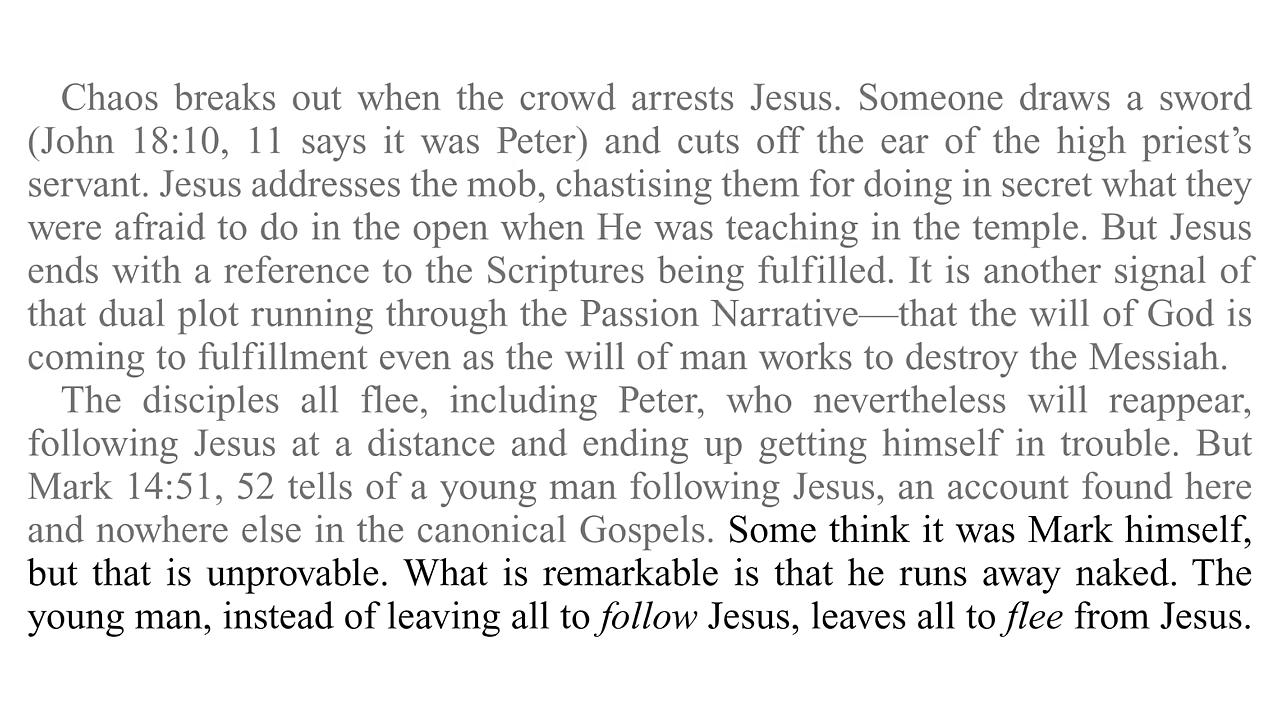 Chaos breaks out when the crowd arrests Jesus. Someone draws a sword
(John 18:10, 11 says it was Peter) and cuts off the ear of the high priest’s
servant. Jesus addresses the mob, chastising them for doing in secret what they
were afraid to do in the open when He was teaching in the temple. But Jesus
ends with a reference to the Scriptures being fulfilled. It is another signal of
that dual plot running through the Passion Narrative—that the will of God is
coming to fulfillment even as the will of man works to destroy the Messiah.
The disciples all flee, including Peter, who nevertheless will reappear,
following Jesus at a distance and ending up getting himself in trouble. But
Mark 14:51, 52 tells of a young man following Jesus, an account found here
and nowhere else in the canonical Gospels. Some think it was Mark himself,
but that is unprovable. What is remarkable is that he runs away naked. The
young man, instead of leaving all to follow Jesus, leaves all to flee from Jesus.